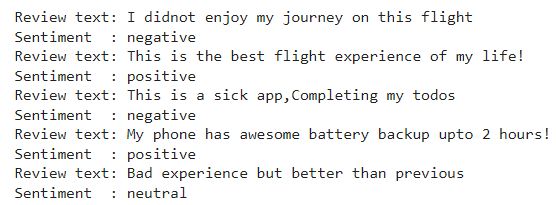 Review text: I didnot enjoy my journey on this flight
Sentiment  : negative
Review text: This is the best flight experience of my life!
Sentiment  : positive
Review text: This is a sick app,Completing my todos
Sentiment  : negative
Review text: My phone has awesome battery backup upto 2 hours!
Sentiment  : positive
Review text: Bad experience but better than previous
Sentiment  : neutral